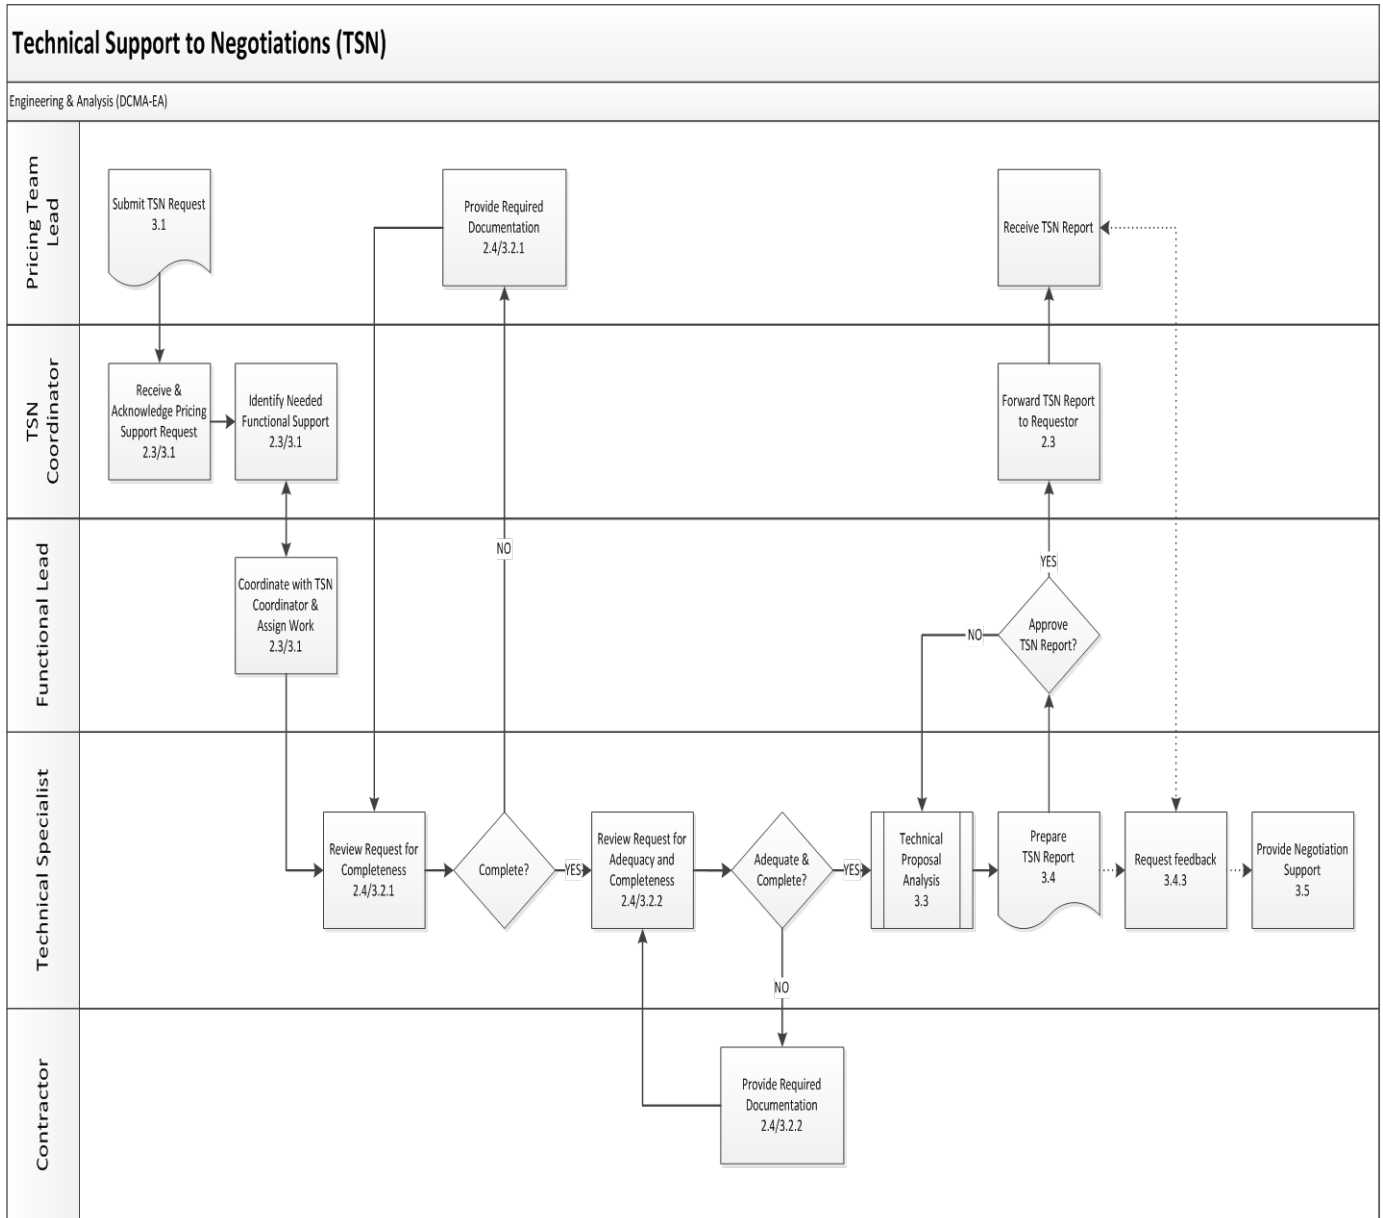 Technical Support to Negotiations (TSN)
Engineering & Analysis (DCMA-EA)
Pricing Team
Lead
Submit TSN Request
3.1
Provide Required
Documentation
2.4/3.2.1
Receive TSN Report
TSN
Coordinator
Receive &
Acknowledge Pricing
Support Request
2.3/3.1
Identify Needed
Functional Support
2.3/3.1
Forward TSN Report
to Requestor
2.3
Functional Lead
Coordinate with TSN
Coordinator &
Assign Work
2.3/3.1
NO
YES
Approve
TSN Report?
NO
Technical Specialist
Review Request for
Completeness
2.4/3.2.1
Complete?
YES
Review Request for
Adequacy and
Completeness
2.4/3.2.2
Adequate &
Complete?
YES
Technical
Proposal
Analysis
3.3
Prepare
TSN Report
3.4
Request feedback
3.4.3
Provide Negotiation
Support
3.5
NO
Contractor
Provide Required
Documentation
2.4/3.2.2